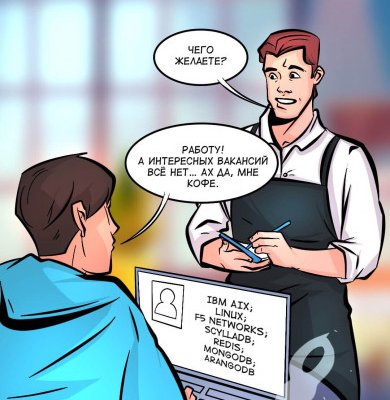 ЧЕГО
ЖЕЛАЕТЕ?
РАБОТУ!
А ИНТЕРЕСНЫХ ВАКАНСИЙ
ВСЁ НЕТ... АХ ДА, МНЕ
КОФЕ.
IBM AIX;
LINUX;
F5 NETWORKS;
SCYLLADB;
REDIS;
MONGODB;
ARANGODB